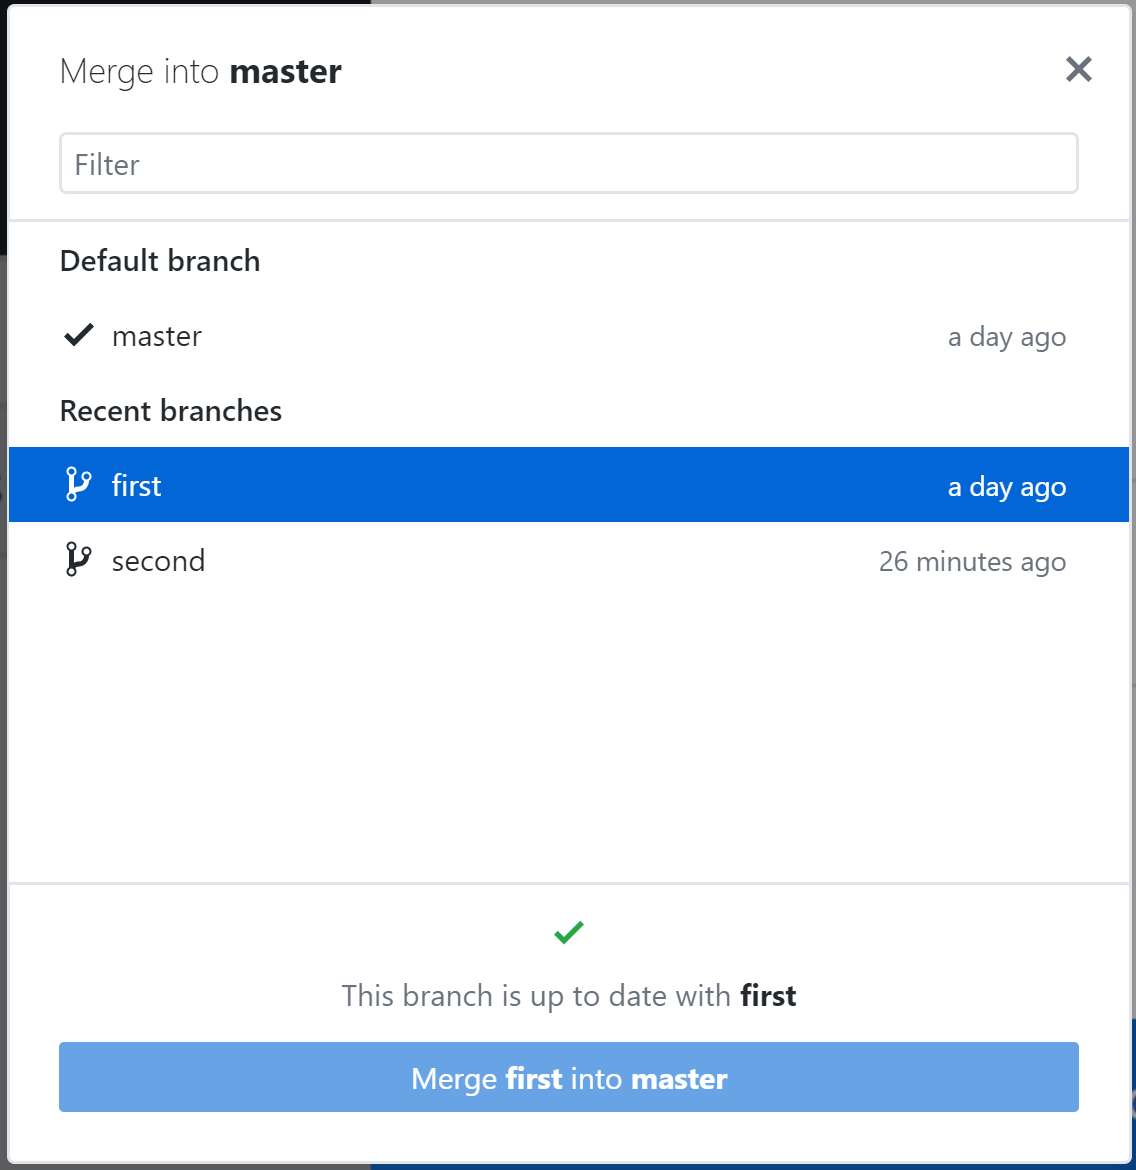 Merge into master
Filter
Default branch
master a day ago
Recent branches
first a day ago
second 26 minutes ago
This branch is up to date with first
Merge first into master